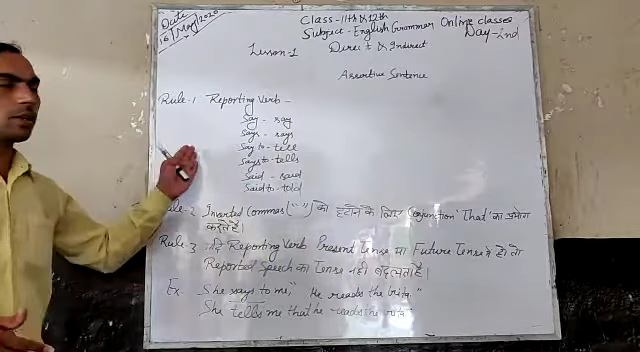 Date
16/May/2020
Class-11th & 12th
Subject-English Grammar Online classes
Day-2nd
Lesson-1 Direct & Indirect
Assertive Sentence
Rule-1 Reporting Verb -
Say - say
Says - says
Say to - tell
Says to - tells
Said - said
Said to - told
Rule-2 Inverted Commas (" ") को हटाने के लिए Conjunction 'That' का प्रयोग
करते हैं।
Rule 3 यदि Reporting Verb Present Tense या Future Tense में हो तो
Reported Speech का Tense नहीं बदलता है।
Ex. She says to me, "He reads the
She tells me that he reads the